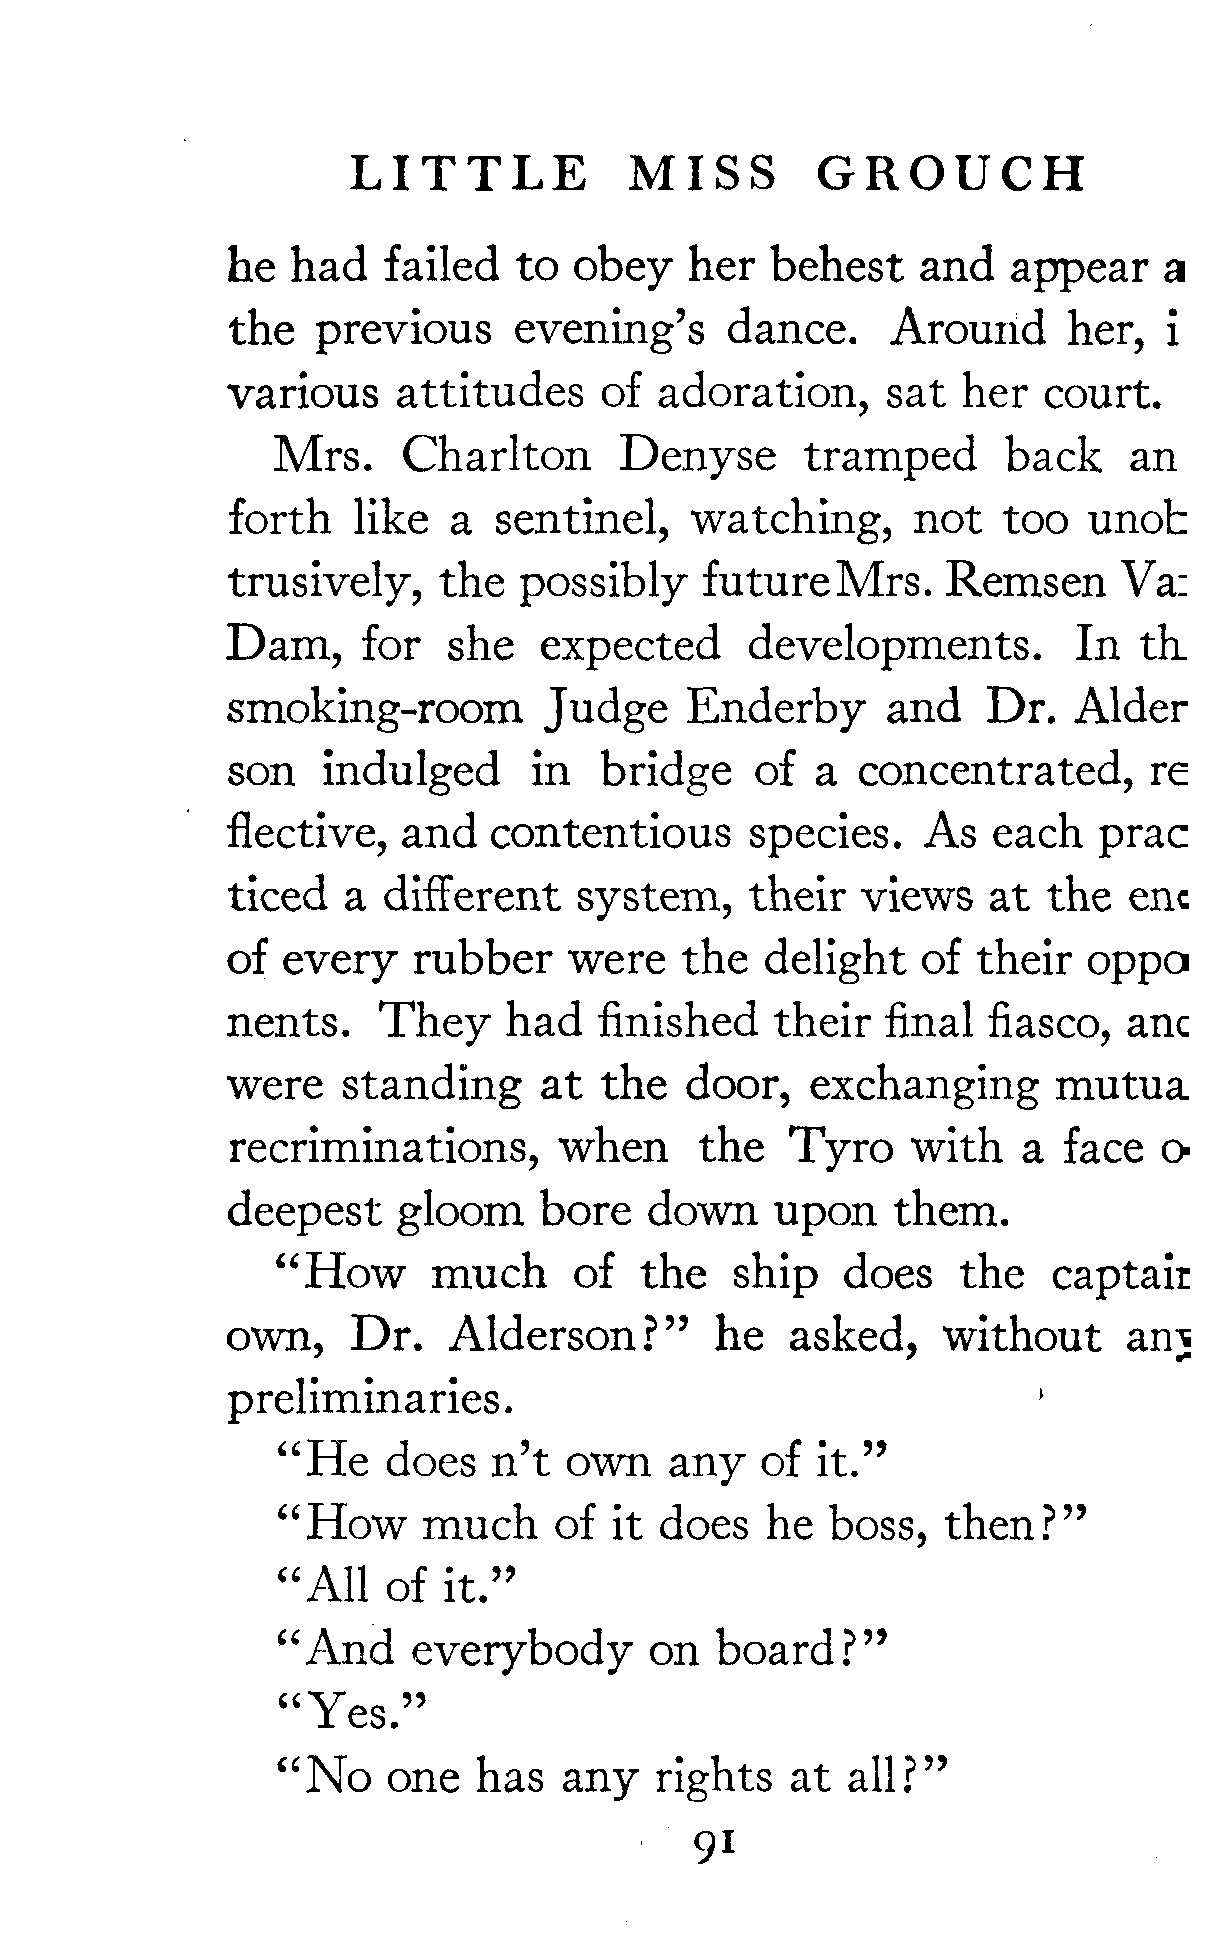 LITTLE MISS GROUCH
he had failed to obey her behest and appear a
the previous evening's dance. Around her, i
various attitudes of adoration, sat her court.
Mrs. Charlton Denyse tramped back an
forth like a sentinel, watching, not too unob
trusively, the possibly future Mrs. Remsen Va
Dam, for she expected developments. In th
smoking-room Judge Enderby and Dr. Alder
son indulged in bridge of a concentrated, re
flective, and contentious species. As each prac
ticed a different system, their views at the end
of every rubber were the delight of their oppo
nents. They had finished their final fiasco, and
were standing at the door, exchanging mutua
recriminations, when the Tyro with a face o
deepest gloom bore down upon them.
"How much of the ship does the captain
own, Dr. Alderson?" he asked, without any
preliminaries.
"He does n't own any of it."
"How much of it does he boss, then?"
"All of it."
"And everybody on board?"
"Yes."
"No one has any rights at all?"
91